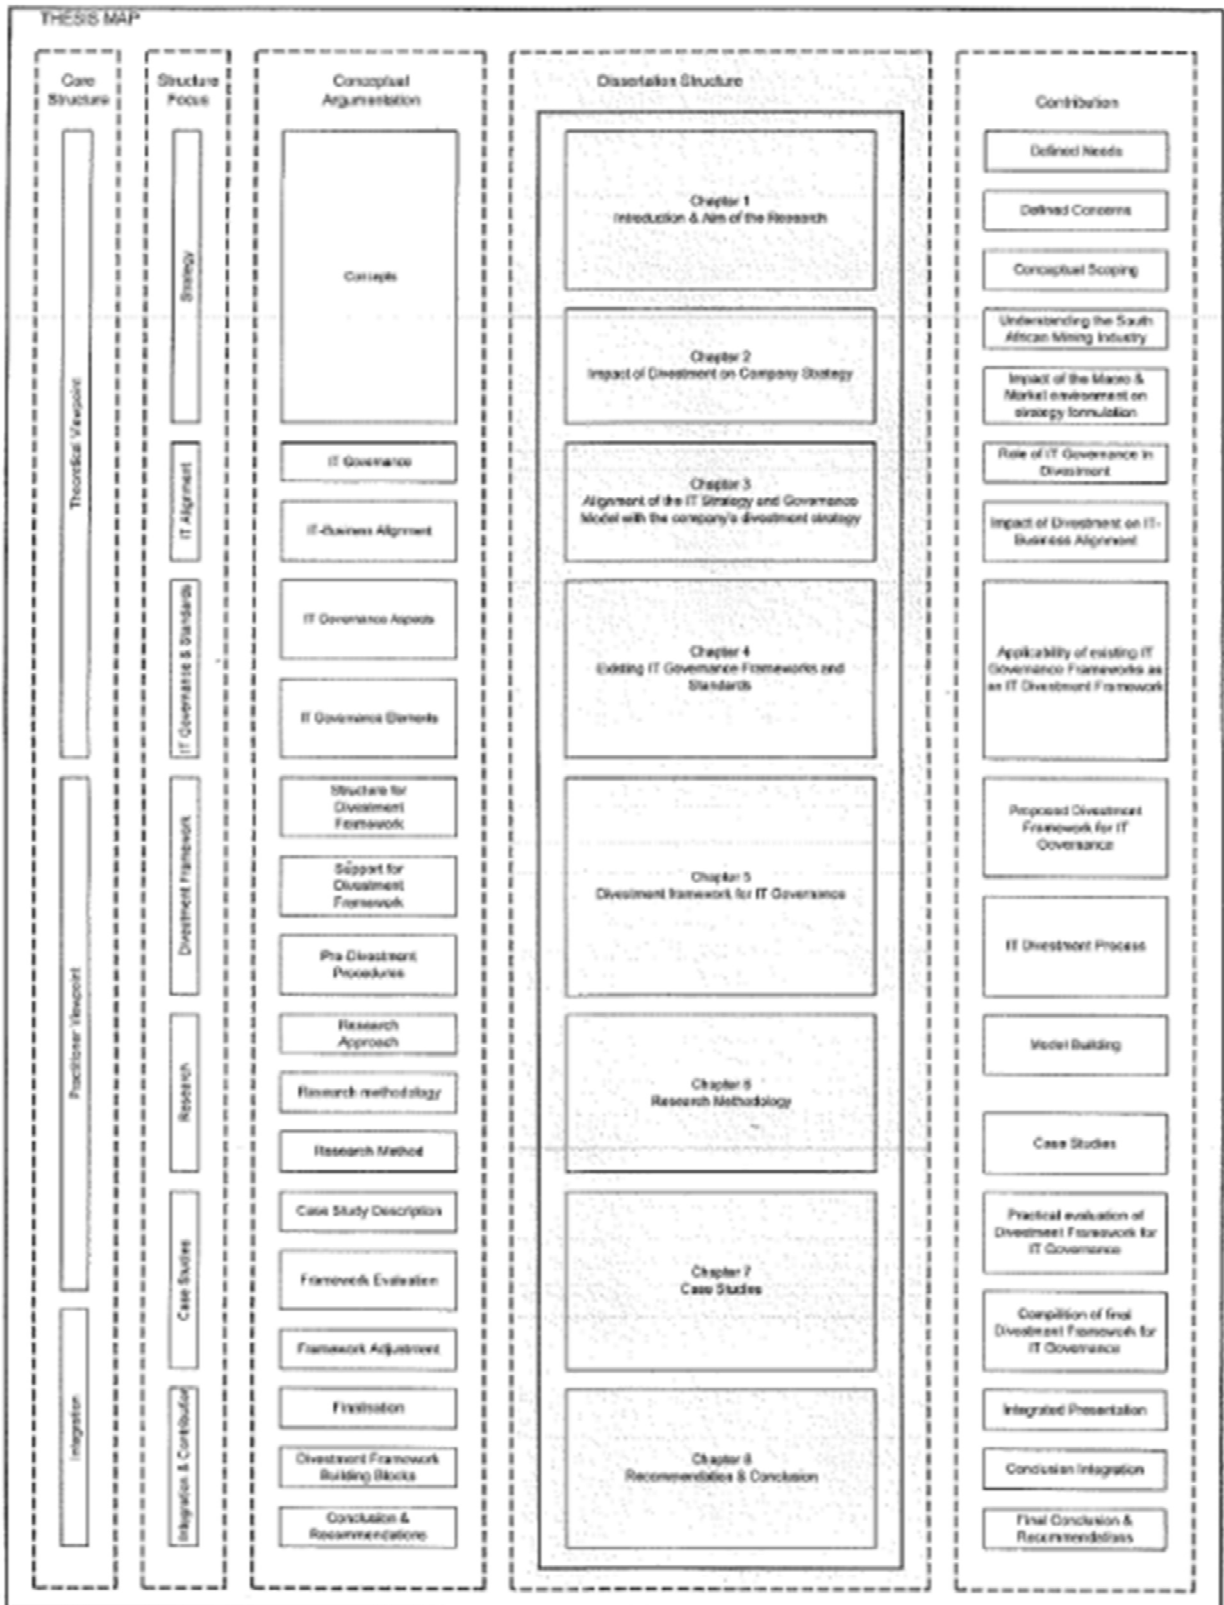 THESIS MAP
Core
Structure
Theoretical Viewpoint
Practitioner Viewpoint
Integration
Structure
Focus
Strategy
IT Alignment
IT Governance & Standards
Divestment Framework
Research
Case Studies
Integration & Contribution
Conceptual
Argumentation
Concepts
IT Governance
IT-Business Alignment
IT Governance Aspects
IT Governance Elements
Structure for
Divestment
Framework
Support for
Divestment
Framework
Pre-Divestment
Procedures
Research
Approach
Research methodology
Research Method
Case Study Description
Framework Evaluation
Framework Adjustment
Finalisation
Divestment Framework
Building Blocks
Conclusion &
Recommendations
Dissertation Structure
Chapter 1
Introduction & Aim of the Research
Chapter 2
Impact of Divestment on Company Strategy
Chapter 3
Alignment of the IT Strategy and Governance
Model with the company's divestment strategy
Chapter 4
Existing IT Governance Frameworks and
Standards
Chapter 5
Divestment framework for IT Governance
Chapter 6
Research Methodology
Chapter 7
Case Studies
Chapter 8
Recommendation & Conclusion
Contribution
Defined Needs
Defined Concerns
Conceptual Scoping
Understanding the South
African Mining Industry
Impact of the Macro &
Market environment on
strategy formulation
Role of IT Governance in
Divestment
Impact of Divestment on IT-
Business Alignment
Applicability of existing IT
Governance Frameworks as
an IT Divestment Framework
Proposed Divestment
Framework for IT
Governance
IT Divestment Process
Model Building
Case Studies
Practical evaluation of
Divestment Framework for
IT Governance
Compilition of final
Divestment Framework for
IT Governance
Integrated Presentation
Conclusion Integration
Final Conclusion &
Recommendations